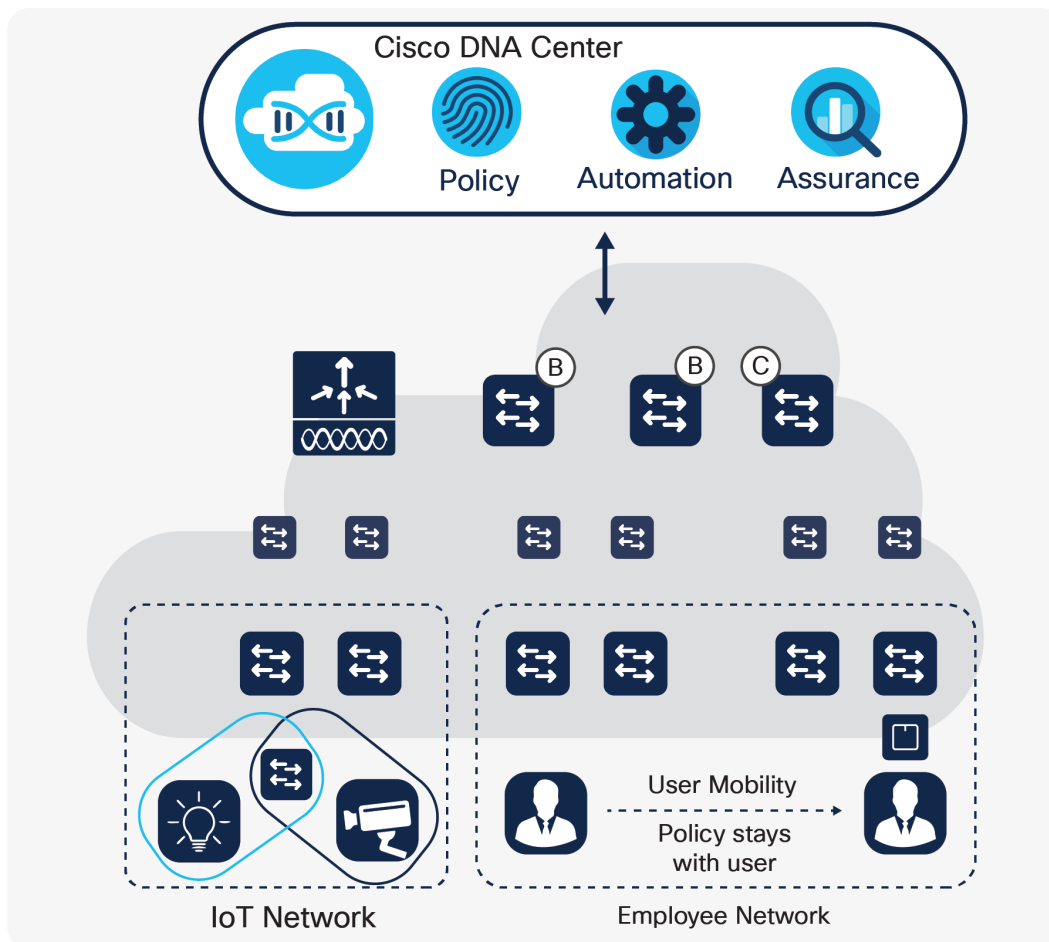 Cisco DNA Center
Policy
Automation
Assurance
B
B
C
User Mobility
Policy stays
with user
IoT Network
Employee Network